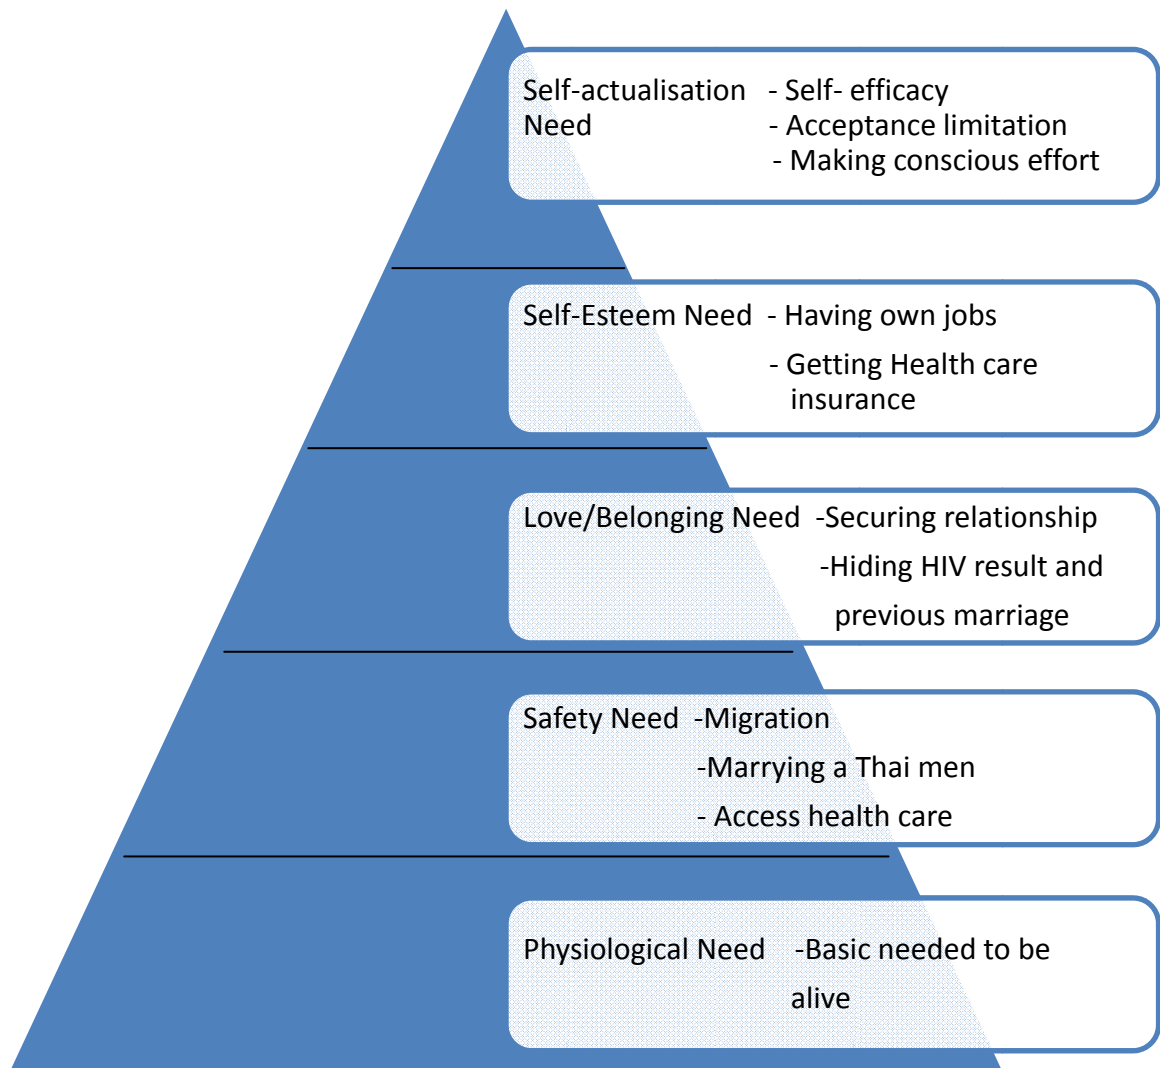 Self-actualisation - Self- efficacy
Need - Acceptance limitation
- Making conscious effort
Self-Esteem Need - Having own jobs
- Getting Health care
insurance
Love/Belonging Need -Securing relationship
-Hiding HIV result and
previous marriage
Safety Need -Migration
-Marrying a Thai men
- Access health care
Physiological Need -Basic needed to be
alive